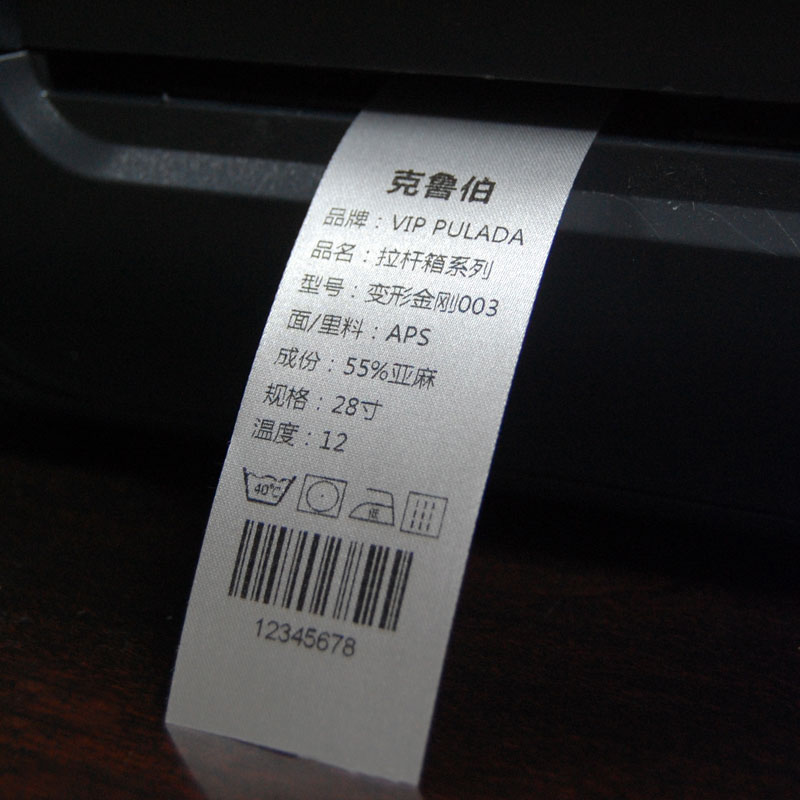 克鲁伯
品牌：VIP PULADA
品名：拉杆箱系列
型号：变形金刚003
面/里料：APS
成份：55%亚麻
规格：28寸
温度：12
40℃
低
12345678